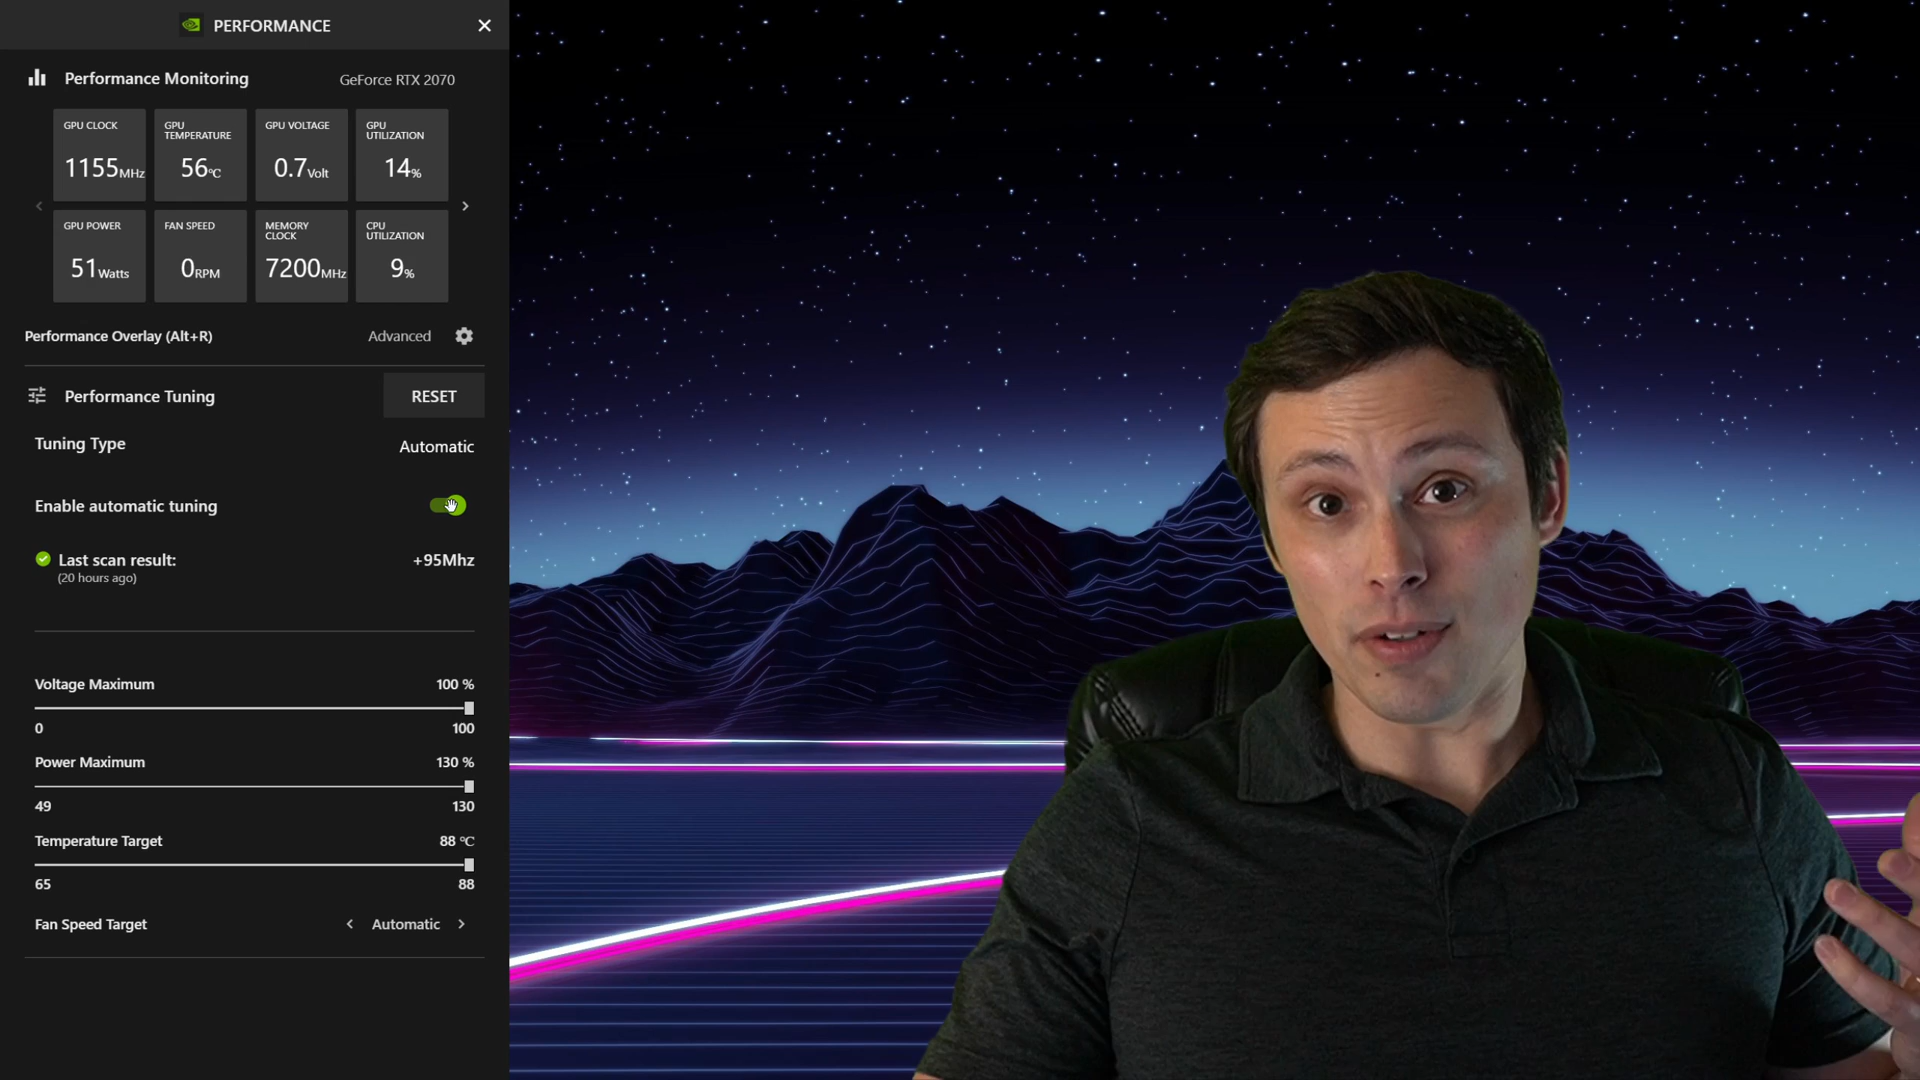 PERFORMANCE
Performance Monitoring
GeForce RTX 2070
GPU CLOCK
1155MHz
GPU
TEMPERATURE
56°C
GPU VOLTAGE
0.7Volt
GPU
UTILIZATION
14%
GPU POWER
51Watts
FAN SPEED
0RPM
MEMORY
CLOCK
7200MHz
CPU
UTILIZATION
9%
Performance Overlay (Alt+R)
Advanced
Performance Tuning
RESET
Tuning Type
Automatic
Enable automatic tuning
Last scan result:
+95Mhz
(20 hours ago)
Voltage Maximum
100 %
0
100
Power Maximum
130 %
49
130
Temperature Target
88 °C
65
88
Fan Speed Target
Automatic